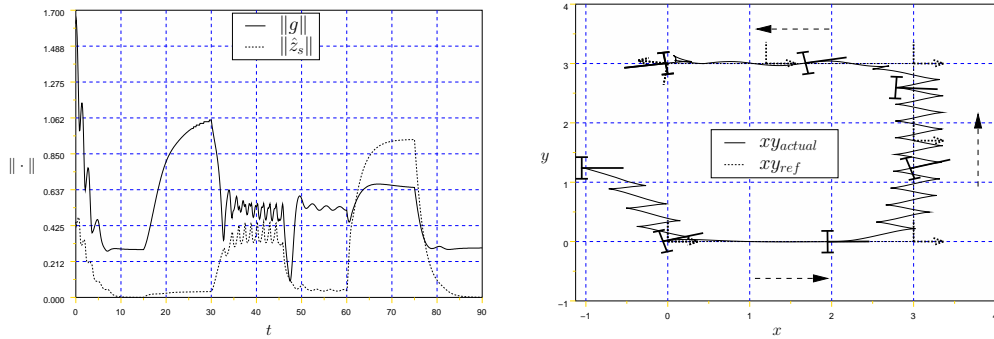 1.700
1.488
1.275
1.062
0.850
0.637
0.425
0.212
0.000
‖·‖
‖g‖
‖ẑ_s‖
0 10 20 30 40 50 60 70 80 90
t
4
3
2
1
0
−1
y
xy_actual
xy_ref
−1 0 1 2 3 4
x